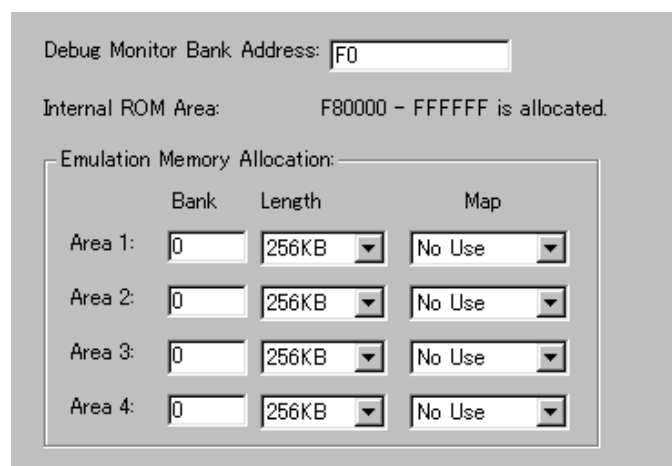 Debug Monitor Bank Address: F0
Internal ROM Area: F80000 - FFFFFF is allocated.
Emulation Memory Allocation:
Bank Length Map
Area 1: 0 256KB No Use
Area 2: 0 256KB No Use
Area 3: 0 256KB No Use
Area 4: 0 256KB No Use